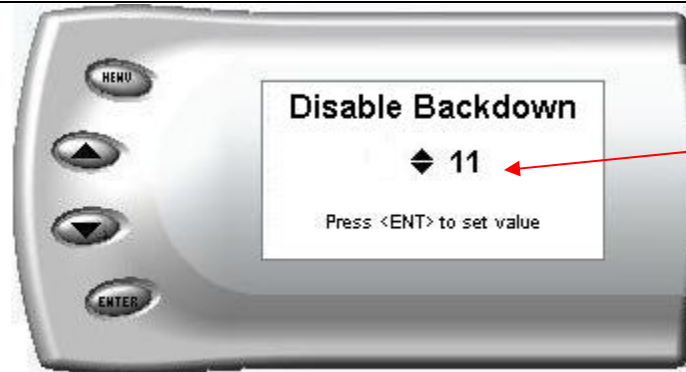 MENU
Disable Backdown
11
Press <ENT> to set value
ENTER